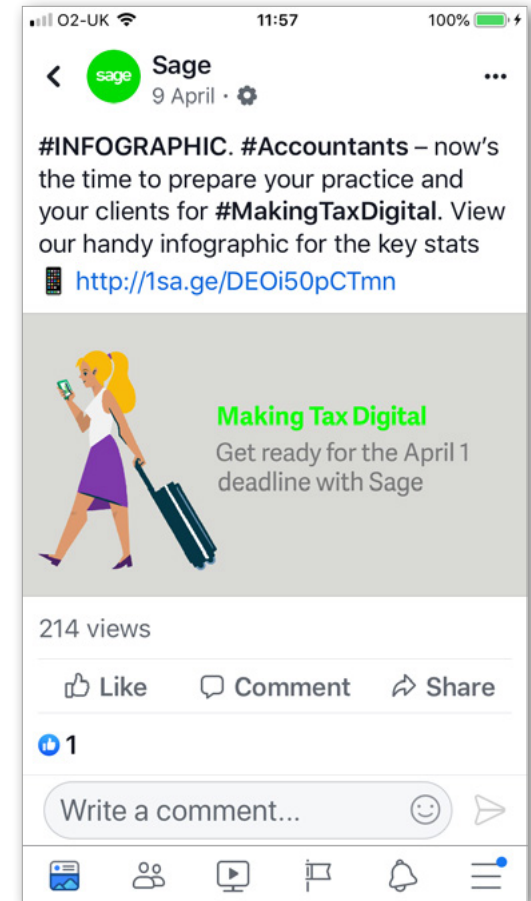 O2-UK 11:57 100%
sage
Sage
9 April ·
...
#INFOGRAPHIC. #Accountants – now's
the time to prepare your practice and
your clients for #MakingTaxDigital. View
our handy infographic for the key stats
http://1sa.ge/DEOi50pCTmn
Making Tax Digital
Get ready for the April 1
deadline with Sage
214 views
Like Comment Share
1
Write a comment...